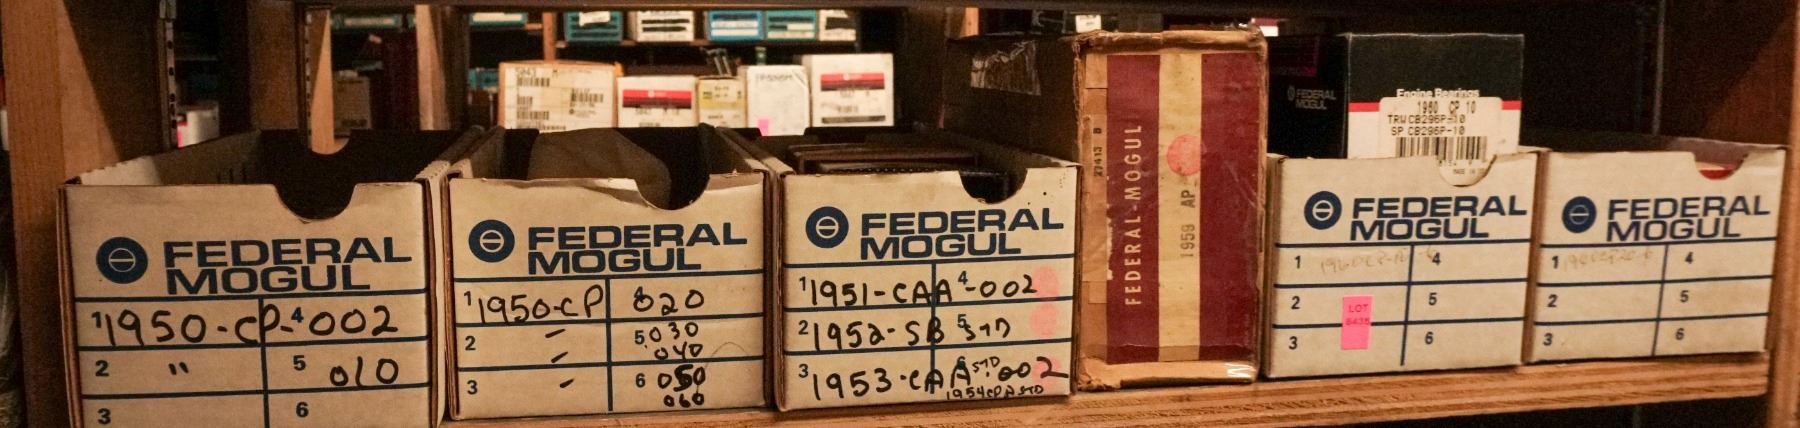 FEDERAL
MOGUL
1 1950-CP- 4 002
2 " 5 010
3 6
FEDERAL
MOGUL
1 1950-CP 4 020
2 5 030
040
3 6 050
060
FEDERAL
MOGUL
1 1951-CAA 4 -002
2 1952-SB 5 STD
3 1953-CAA 6 STD-002
1954CPA STD
FEDERAL-MOGUL
1959 AP
FEDERAL
MOGUL
Engine Bearings
1960 CP 10
TRW CB296P-10
SP CB296P-10
FEDERAL
MOGUL
1 4
2 5
3 6
LOT
FEDERAL
MOGUL
1 4
2 5
3 6